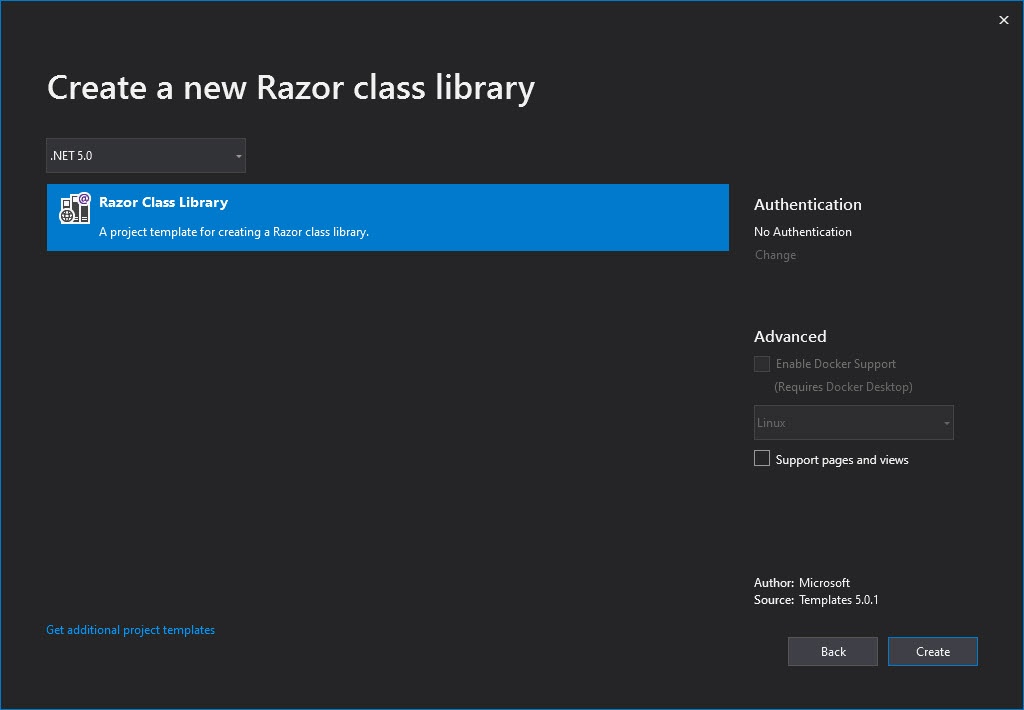 Create a new Razor class library
.NET 5.0
Razor Class Library
A project template for creating a Razor class library.
Authentication
No Authentication
Change
Advanced
Enable Docker Support
(Requires Docker Desktop)
Linux
Support pages and views
Author: Microsoft
Source: Templates 5.0.1
Get additional project templates
Back
Create